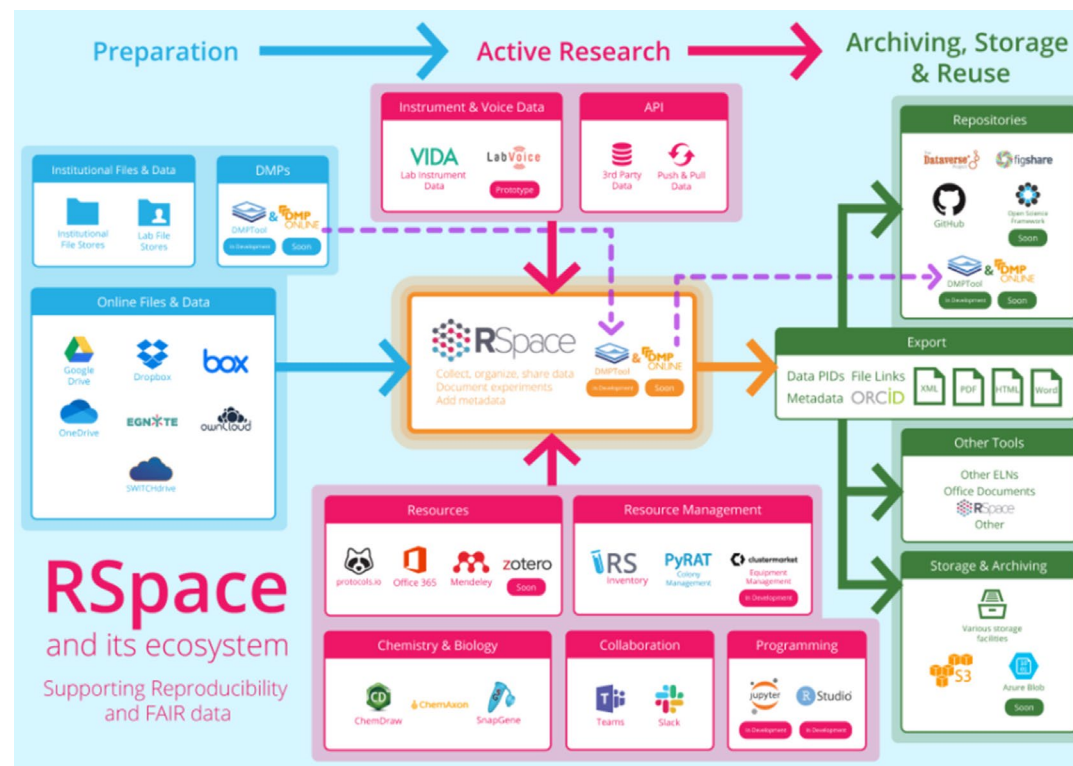 Preparation
Active Research
Archiving, Storage
& Reuse
Institutional Files & Data
Institutional
File Stores
Lab File
Stores
DMPs
DMPTool
&
DMP
ONLINE
In Development
Soon
Online Files & Data
Google
Drive
Dropbox
box
OneDrive
EGNYTE
ownCloud
SWITCHdrive
Instrument & Voice Data
VIDA
Lab Instrument
Data
LabVoice
Prototype
API
3rd Party
Data
Push & Pull
Data
RSpace
Collect, organize, share data
Document experiments
Add metadata
DMPTool
&
DMP
ONLINE
In Development
Soon
Resources
protocols.io
Office 365
Mendeley
zotero
Soon
Resource Management
RS
Inventory
PyRAT
Colony
Management
clustermarket
Equipment
Management
In Development
Chemistry & Biology
CD
ChemDraw
ChemAxon
SnapGene
Collaboration
Teams
Slack
Programming
jupyter
R Studio
In Development
In Development
Repositories
The
Dataverse
Project
figshare
GitHub
Open Science
Framework
Soon
DMPTool
&
DMP
ONLINE
In Development
Soon
Export
Data PIDs
File Links
Metadata
ORCID
XML
PDF
HTML
Word
Other Tools
Other ELNs
Office Documents
RSpace
Other
Storage & Archiving
Various storage
facilities
S3
Azure Blob
Soon
RSpace
and its ecosystem
Supporting Reproducibility
and FAIR data